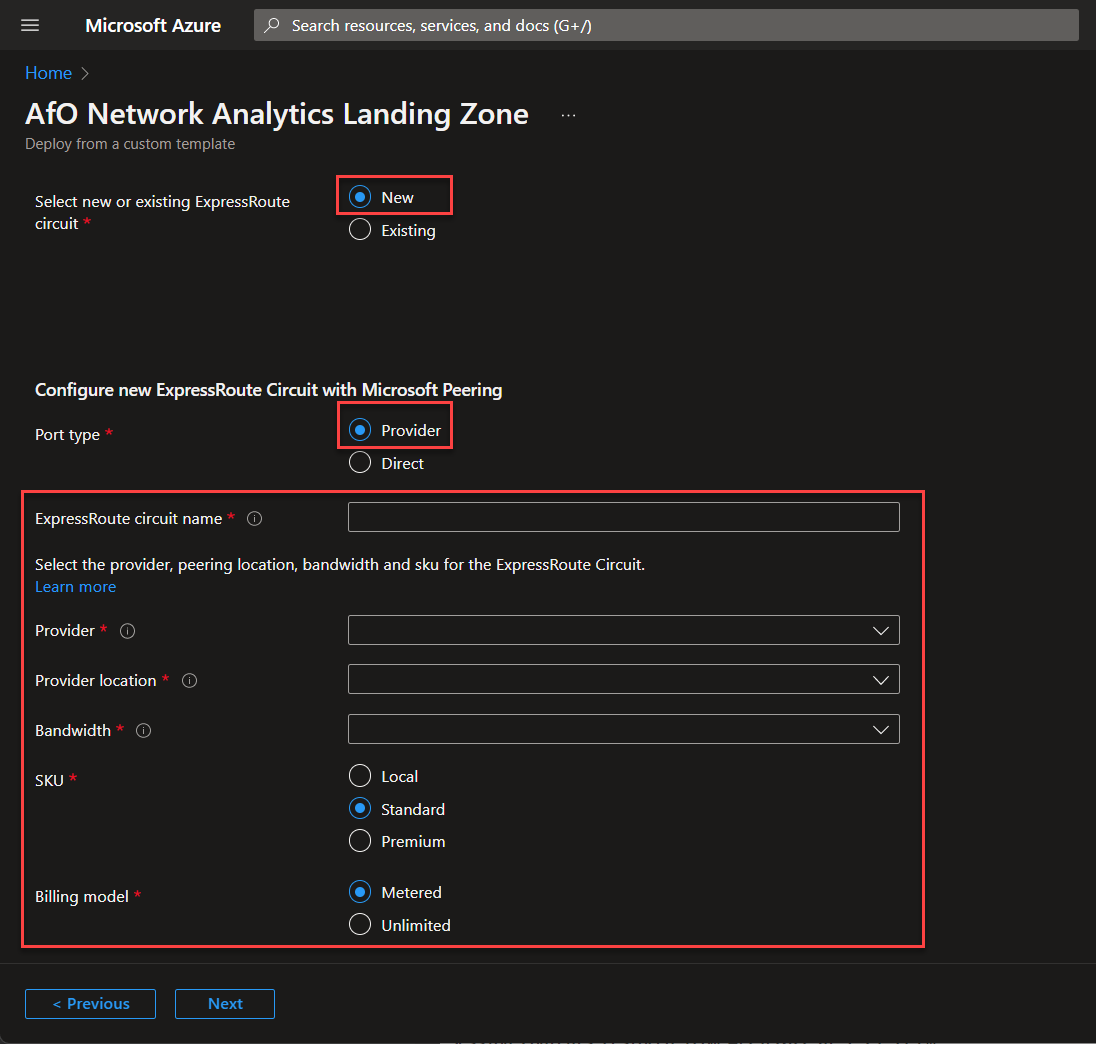 Microsoft Azure
Search resources, services, and docs (G+/)
Home
AfO Network Analytics Landing Zone
...
Deploy from a custom template
Select new or existing ExpressRoute
circuit *
New
Existing
Configure new ExpressRoute Circuit with Microsoft Peering
Port type *
Provider
Direct
ExpressRoute circuit name *
Select the provider, peering location, bandwidth and sku for the ExpressRoute Circuit.
Learn more
Provider *
Provider location *
Bandwidth *
SKU *
Local
Standard
Premium
Billing model *
Metered
Unlimited
< Previous
Next